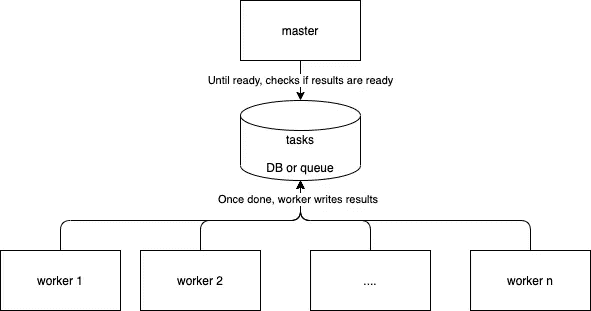 master
Until ready, checks if results are ready
tasks
DB or queue
Once done, worker writes results
worker 1
worker 2
....
worker n